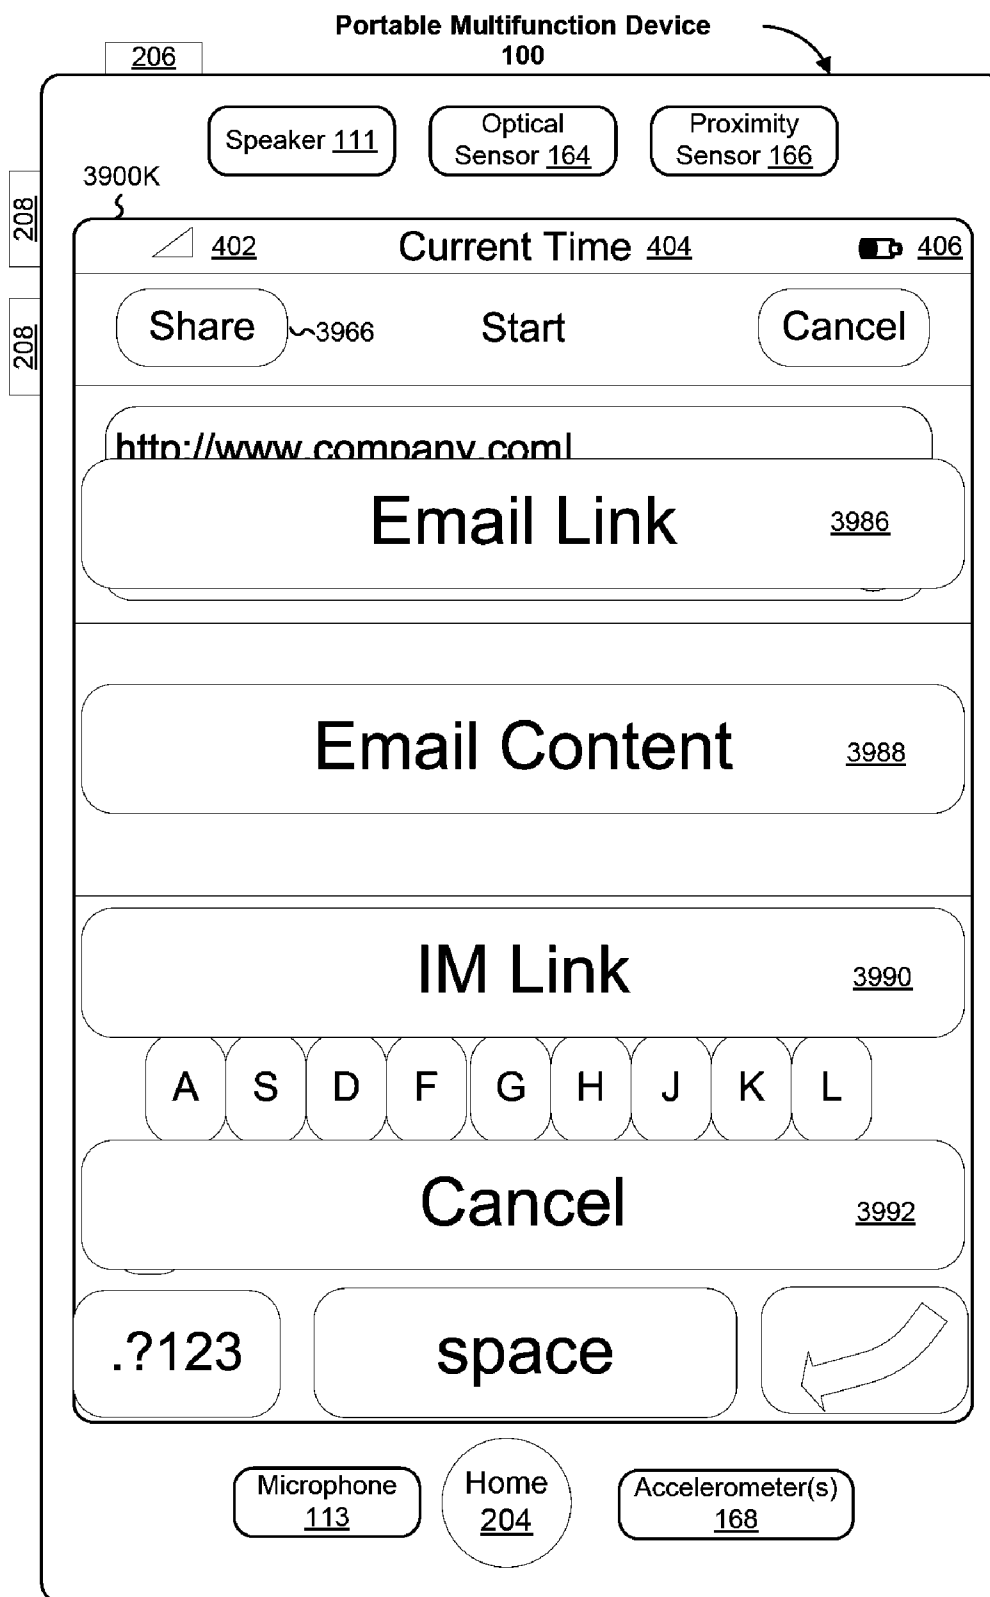 Portable Multifunction Device
100
206
Speaker 111
Optical
Sensor 164
Proximity
Sensor 166
3900K
208
402
Current Time 404
406
Share
3966
Start
Cancel
208
http://www.company.com
Email Link
3986
Email Content
3988
IM Link
3990
A S D F G H J K L
Cancel
3992
.?123
space
Microphone
113
Home
204
Accelerometer(s)
168